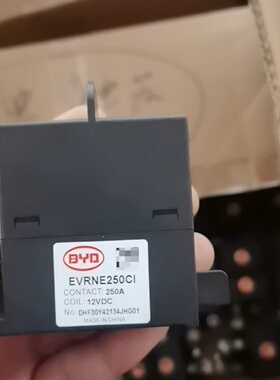 BYD
EVRNE250CI
CONTACT: 250A
COIL: 12VDC
No: DHF30Y42134JHG01
MADE IN CHINA